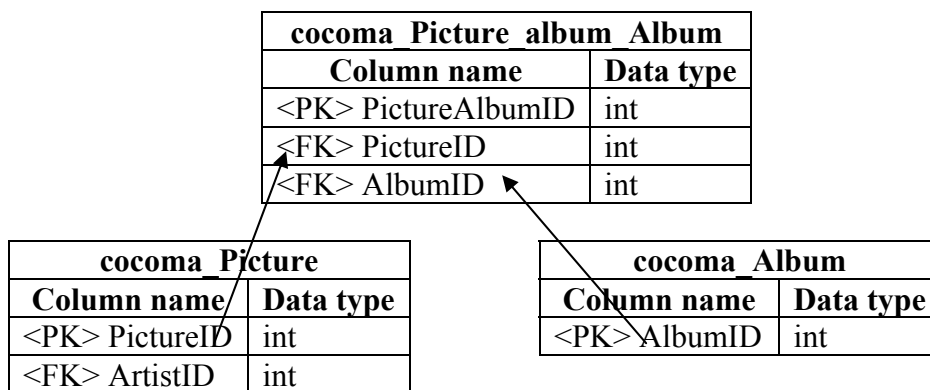 cocoma_Picture_album_Album
Column name Data type
<PK> PictureAlbumID int
<FK> PictureID int
<FK> AlbumID int
cocoma_Picture
Column name Data type
<PK> PictureID int
<FK> ArtistID int
cocoma_Album
Column name Data type
<PK> AlbumID int